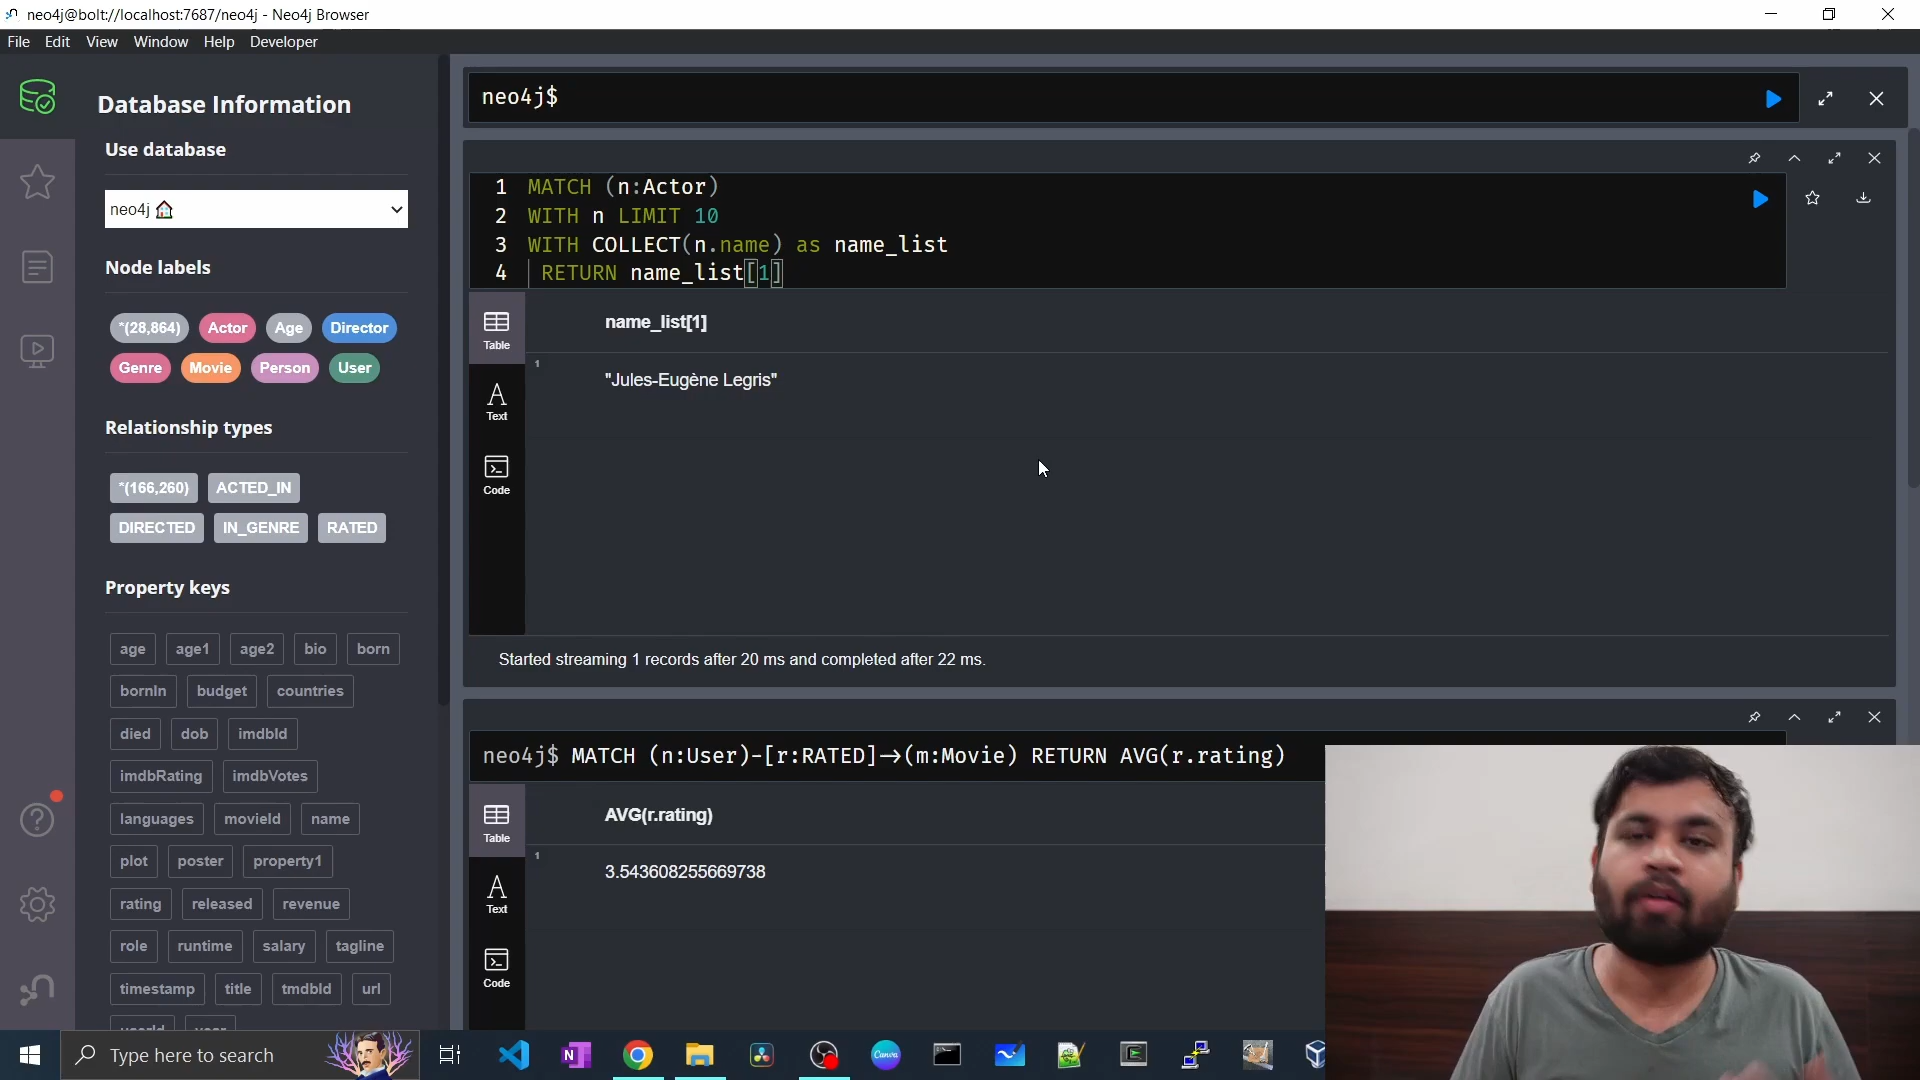 neo4j@bolt://localhost:7687/neo4j - Neo4j Browser
File Edit View Window Help Developer
Database Information
Use database
neo4j
Node labels
*(28,864) Actor Age Director
Genre Movie Person User
Relationship types
*(166,260) ACTED_IN
DIRECTED IN_GENRE RATED
Property keys
age age1 age2 bio born
bornIn budget countries
died dob imdbId
imdbRating imdbVotes
languages movieId name
plot poster property1
rating released revenue
role runtime salary tagline
timestamp title tmdbId url
neo4j$
1 MATCH (n:Actor)
2 WITH n LIMIT 10
3 WITH COLLECT(n.name) as name_list
4 RETURN name_list[1]
Table
Text
Code
name_list[1]
1
"Jules-Eugène Legris"
Started streaming 1 records after 20 ms and completed after 22 ms.
neo4j$ MATCH (n:User)-[r:RATED]→(m:Movie) RETURN AVG(r.rating)
Table
Text
Code
AVG(r.rating)
1
3.543608255669738
Type here to search
Canva